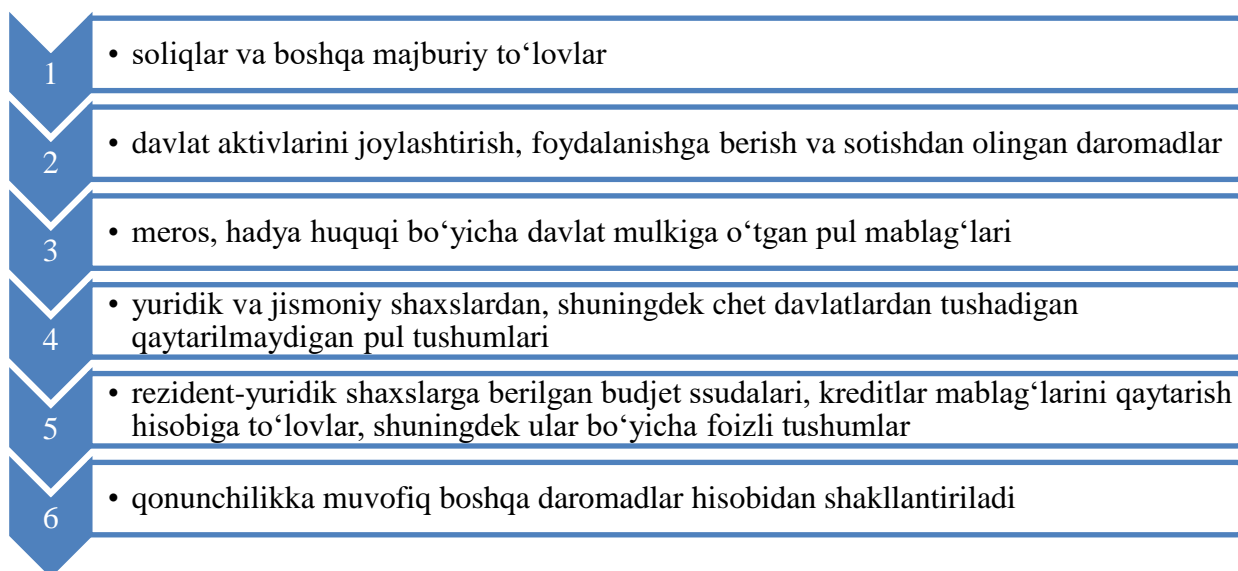 1
• soliqlar va boshqa majburiy to‘lovlar
2
• davlat aktivlarini joylashtirish, foydalanishga berish va sotishdan olingan daromadlar
3
• meros, hadya huquqi bo‘yicha davlat mulkiga o‘tgan pul mablag‘lari
4
• yuridik va jismoniy shaxslardan, shuningdek chet davlatlardan tushadigan
qaytarilmaydigan pul tushumlari
5
• rezident-yuridik shaxslarga berilgan budjet ssudalari, kreditlar mablag‘larini qaytarish
hisobiga to‘lovlar, shuningdek ular bo‘yicha foizli tushumlar
6
• qonunchilikka muvofiq boshqa daromadlar hisobidan shakllantiriladi